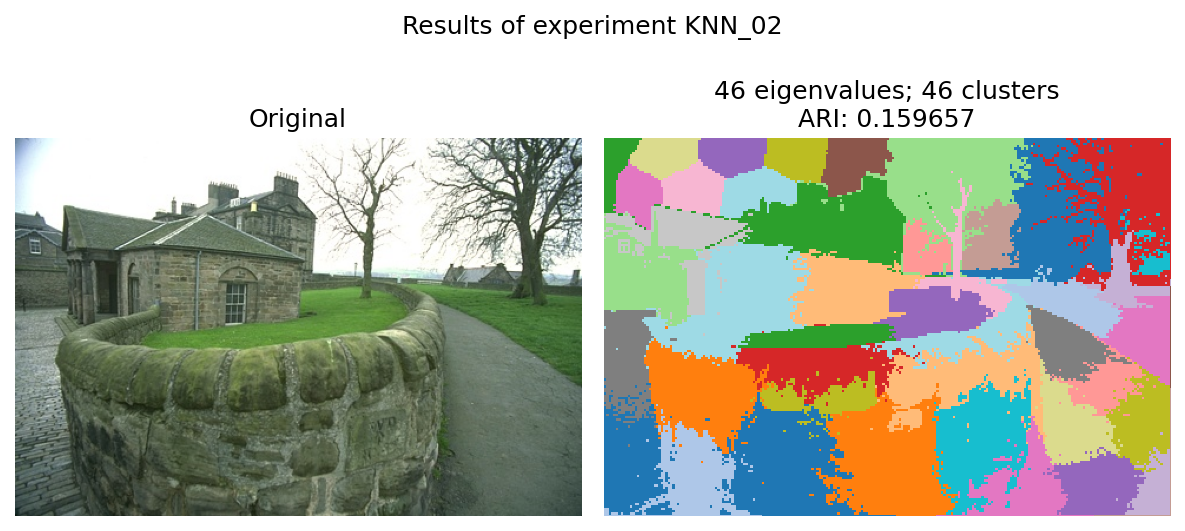 Results of experiment KNN_02
Original
46 eigenvalues; 46 clusters
ARI: 0.159657